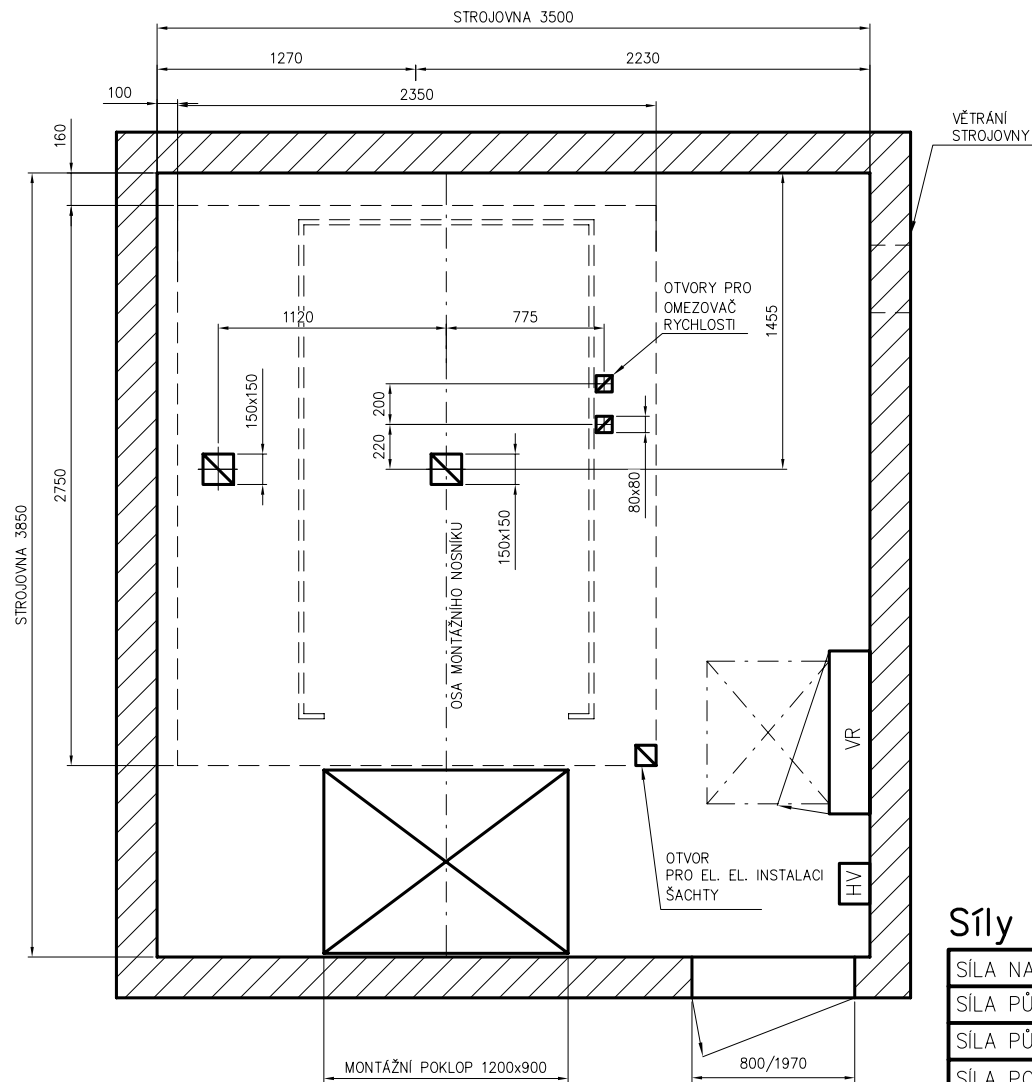 STROJOVNA 3500
1270
2230
100
2350
160
VĚTRÁNÍ
STROJOVNY
OTVORY PRO
OMEZOVAČ
RYCHLOSTI
1455
1120
775
150x150
200
220
80x80
150x150
2750
STROJOVNA 3850
OSA MONTÁŽNÍHO NOSNÍKU
VR
OTVOR
PRO EL. EL. INSTALACI
ŠACHTY
HV
MONTÁŽNÍ POKLOP 1200x900
800/1970
Síly
SÍLA NA
SÍLA PŮ
SÍLA PŮ